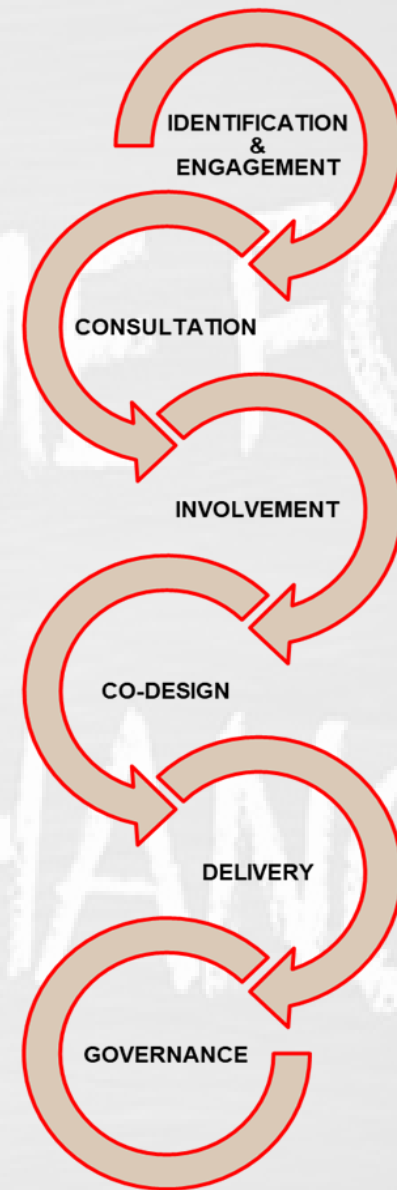 IDENTIFICATION
&
ENGAGEMENT
CONSULTATION
INVOLVEMENT
CO-DESIGN
DELIVERY
GOVERNANCE